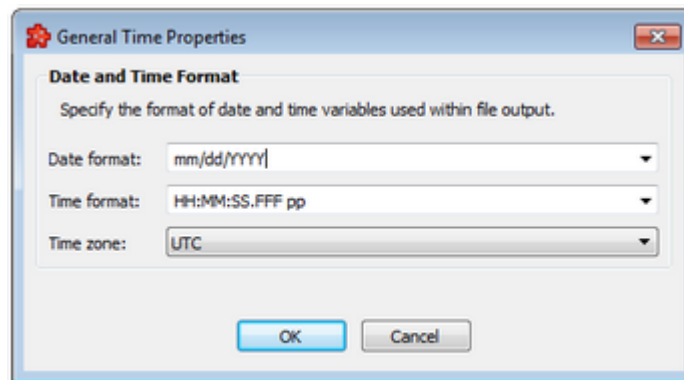 General Time Properties
Date and Time Format
Specify the format of date and time variables used within file output.
Date format: mm/dd/YYYY
Time format: HH:MM:SS.FFF pp
Time zone: UTC
OK Cancel